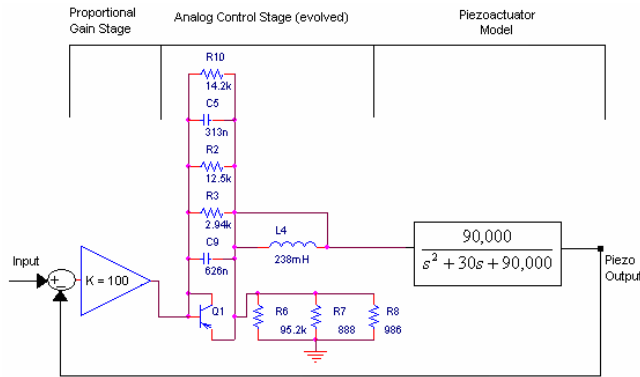 Proportional
Gain Stage
Analog Control Stage (evolved)
Piezoactuator
Model
R10
14.2k
C5
313n
R2
12.5k
R3
2.94k
C9
626n
L4
238mH
Input
+
-
K = 100
Q1
R6
95.2k
R7
888
R8
986
90,000
s² + 30s + 90,000
Piezo
Output